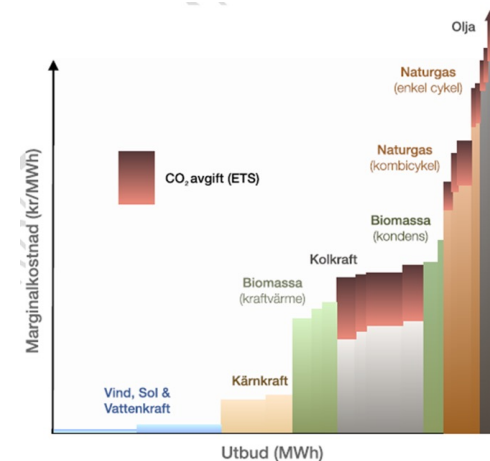 Olja
Naturgas
(enkel cykel)
Naturgas
(kombicykel)
CO₂ avgift (ETS)
Biomassa
(kondens)
Kolkraft
Biomassa
(kraftvärme)
Kärnkraft
Vind, Sol &
Vattenkraft
Marginalkostnad (kr/MWh)
Utbud (MWh)